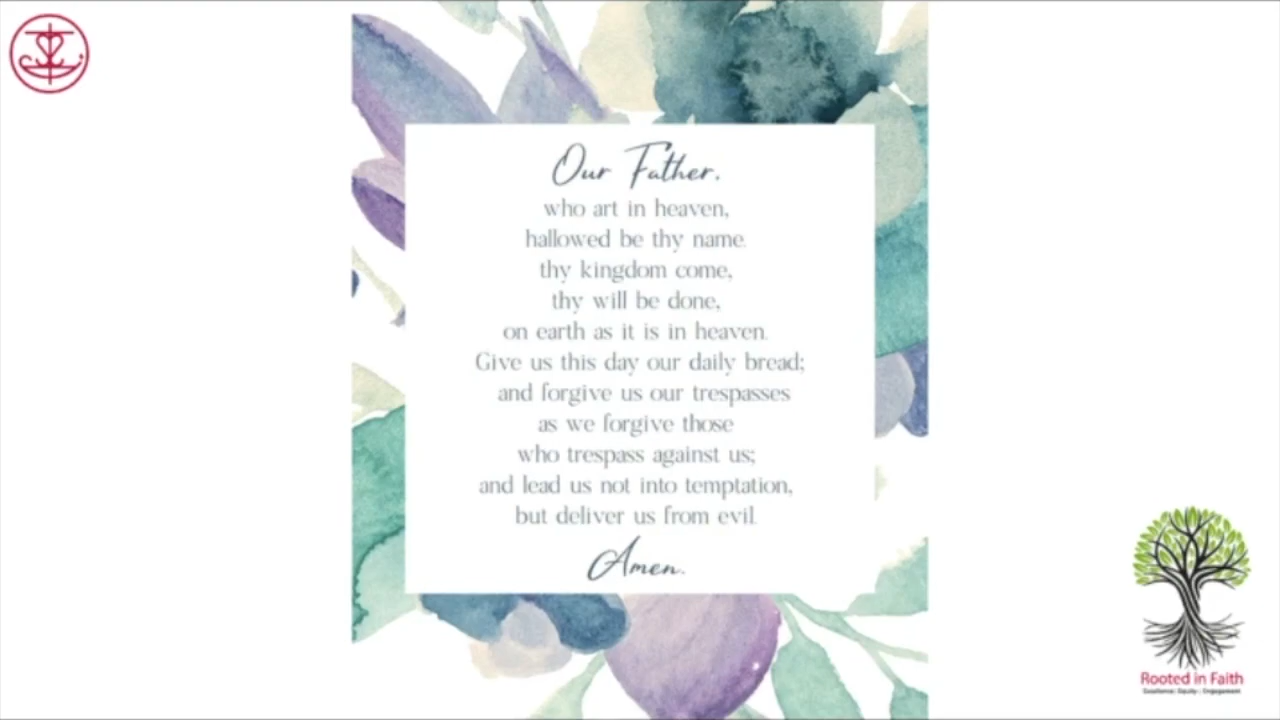 Our Father,
who art in heaven,
hallowed be thy name.
thy kingdom come,
thy will be done,
on earth as it is in heaven.
Give us this day our daily bread;
and forgive us our trespasses
as we forgive those
who trespass against us;
and lead us not into temptation,
but deliver us from evil.
Amen.
Rooted in Faith
Excellence | Equity | Engagement